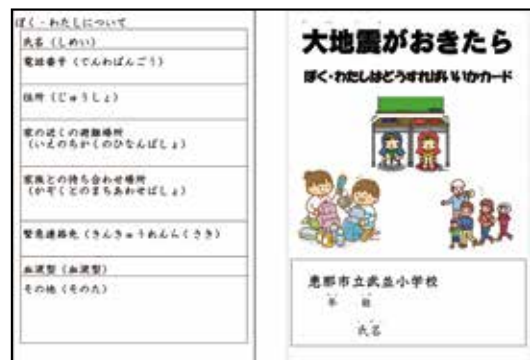 ぼく・わたしについて
氏名（しめい）
電話番号（でんわばんごう）
住所（じゅうしょ）
家の近くの避難場所
（いえのちかくのひなんばしょ）
家族との待ち合わせ場所
（かぞくとのまちあわせばしょ）
緊急連絡先（きんきゅうれんらくさき）
血液型（血液型）
その他（そのた）
大地震がおきたら
ぼく・わたしはどうすればいいかカード
恵那市立武並小学校
年　組
氏名